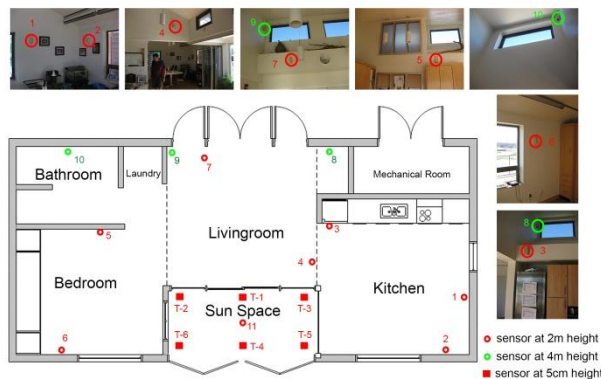 1
2
4
9
7
5
10
6
8
3
10
9
7
8
Bathroom
Laundry
Mechanical Room
5
3
Livingroom
4
Bedroom
Kitchen
Sun Space
T-1
T-2
T-3
1
11
T-6
T-4
T-5
6
2
sensor at 2m height
sensor at 4m height
sensor at 5cm height